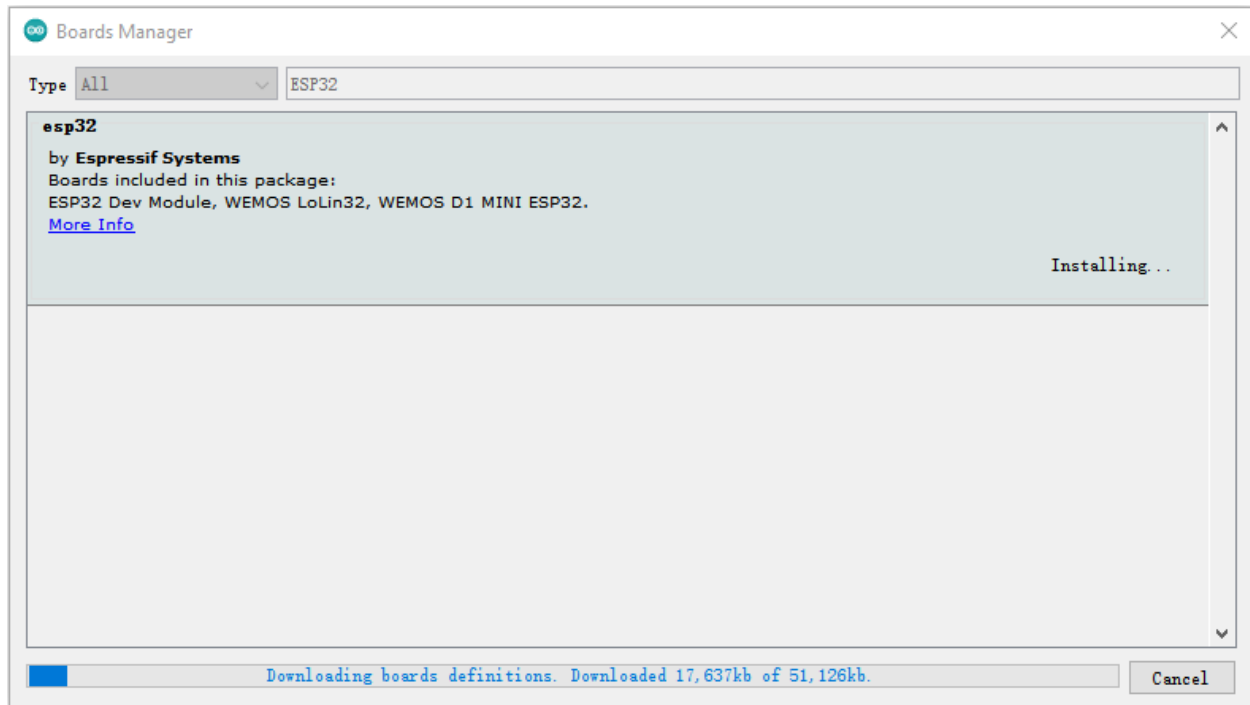 Boards Manager
Type All ESP32
esp32
by Espressif Systems
Boards included in this package:
ESP32 Dev Module, WEMOS LoLin32, WEMOS D1 MINI ESP32.
More Info
Installing...
Downloading boards definitions. Downloaded 17,637kb of 51,126kb.
Cancel